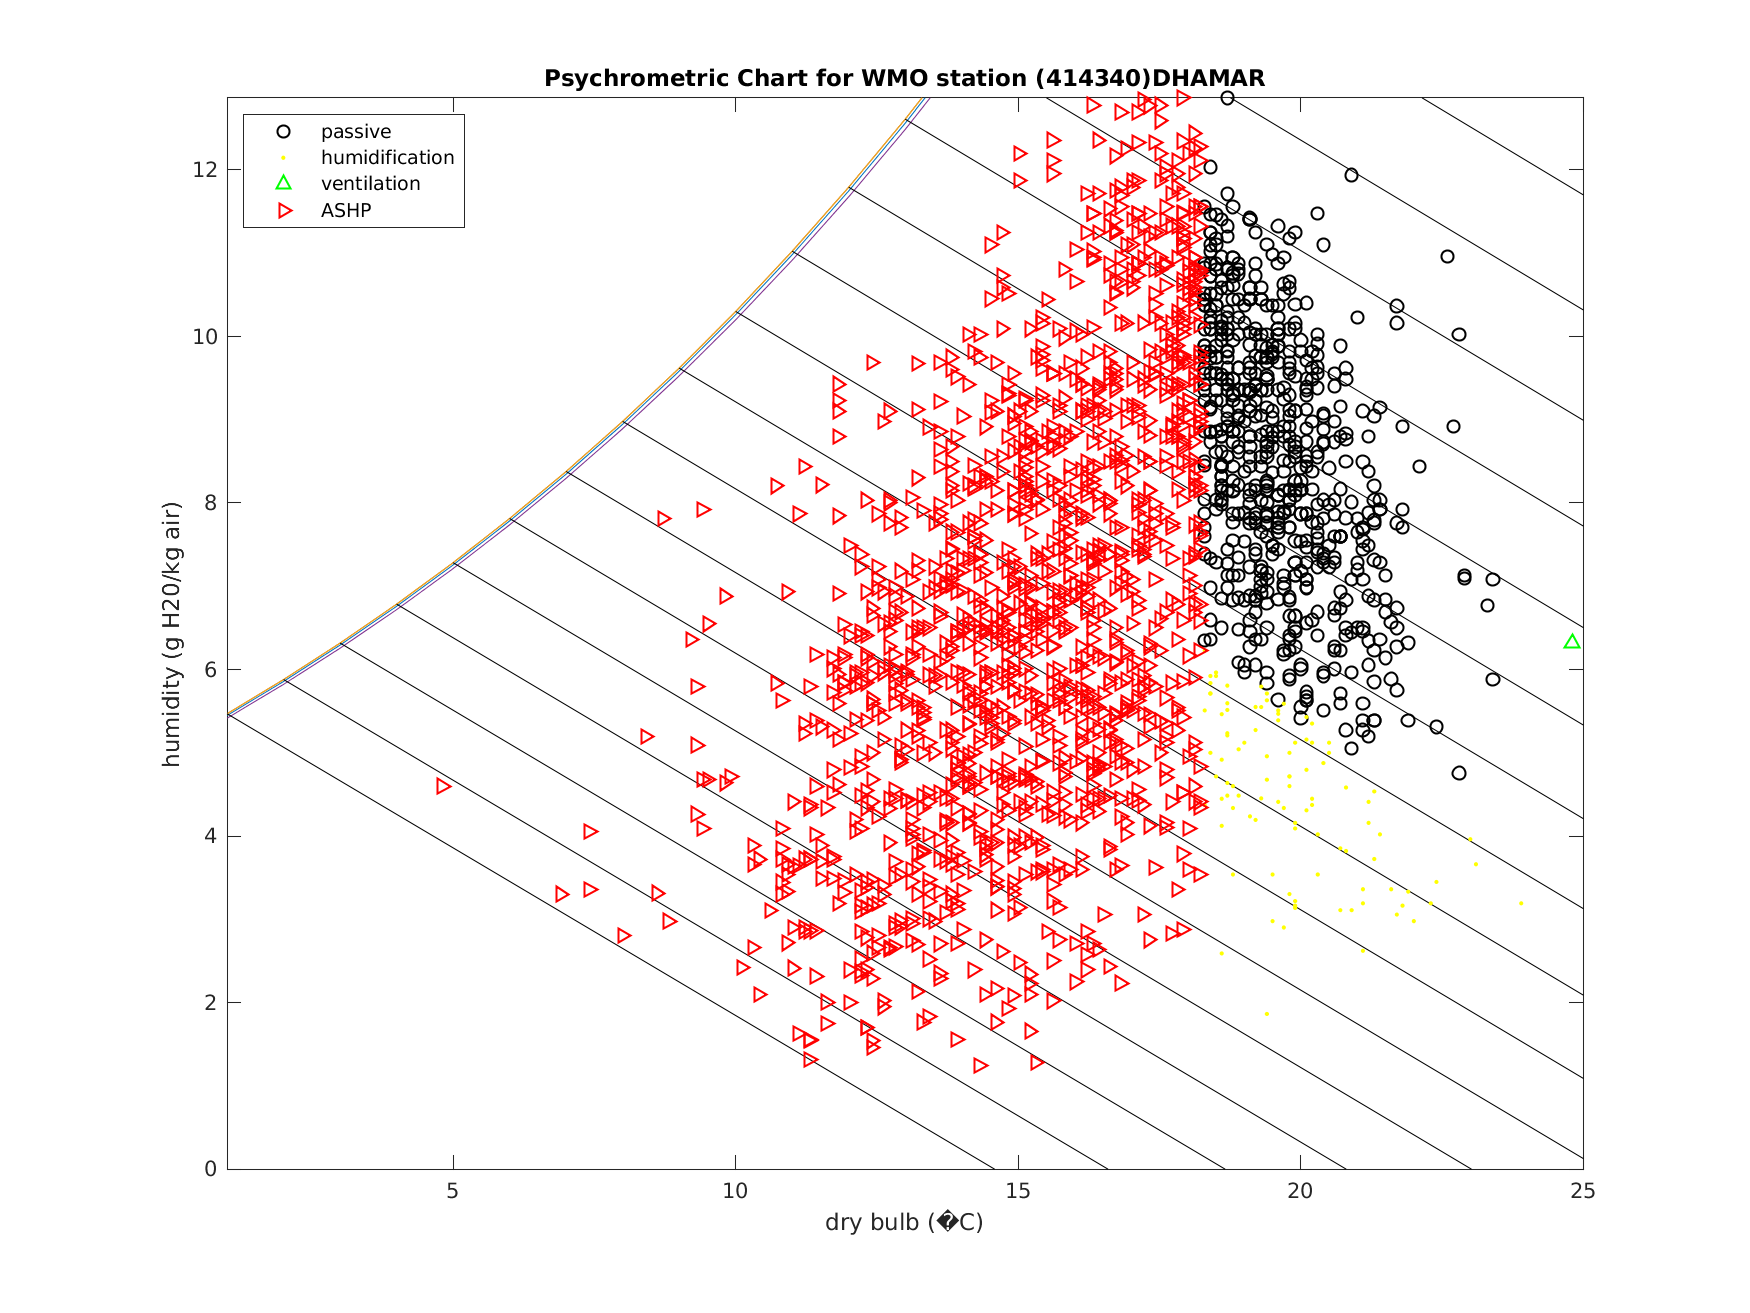 Psychrometric Chart for WMO station (414340)DHAMAR
passive
humidification
ventilation
ASHP
12
10
8
6
4
2
0
humidity (g H20/kg air)
5
10
15
20
25
dry bulb (�C)